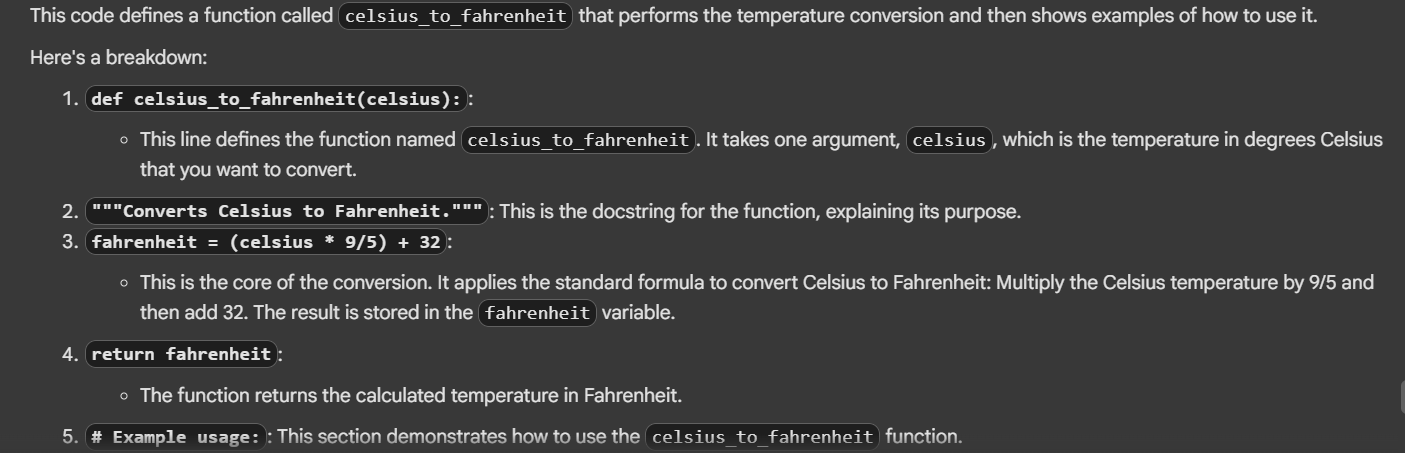 This code defines a function called celsius_to_fahrenheit that performs the temperature conversion and then shows examples of how to use it.
Here's a breakdown:
1. def celsius_to_fahrenheit(celsius)::
◦ This line defines the function named celsius_to_fahrenheit. It takes one argument, celsius, which is the temperature in degrees Celsius
that you want to convert.
2. """Converts Celsius to Fahrenheit.""": This is the docstring for the function, explaining its purpose.
3. fahrenheit = (celsius * 9/5) + 32:
◦ This is the core of the conversion. It applies the standard formula to convert Celsius to Fahrenheit: Multiply the Celsius temperature by 9/5 and
then add 32. The result is stored in the fahrenheit variable.
4. return fahrenheit:
◦ The function returns the calculated temperature in Fahrenheit.
5. # Example usage:: This section demonstrates how to use the celsius_to_fahrenheit function.